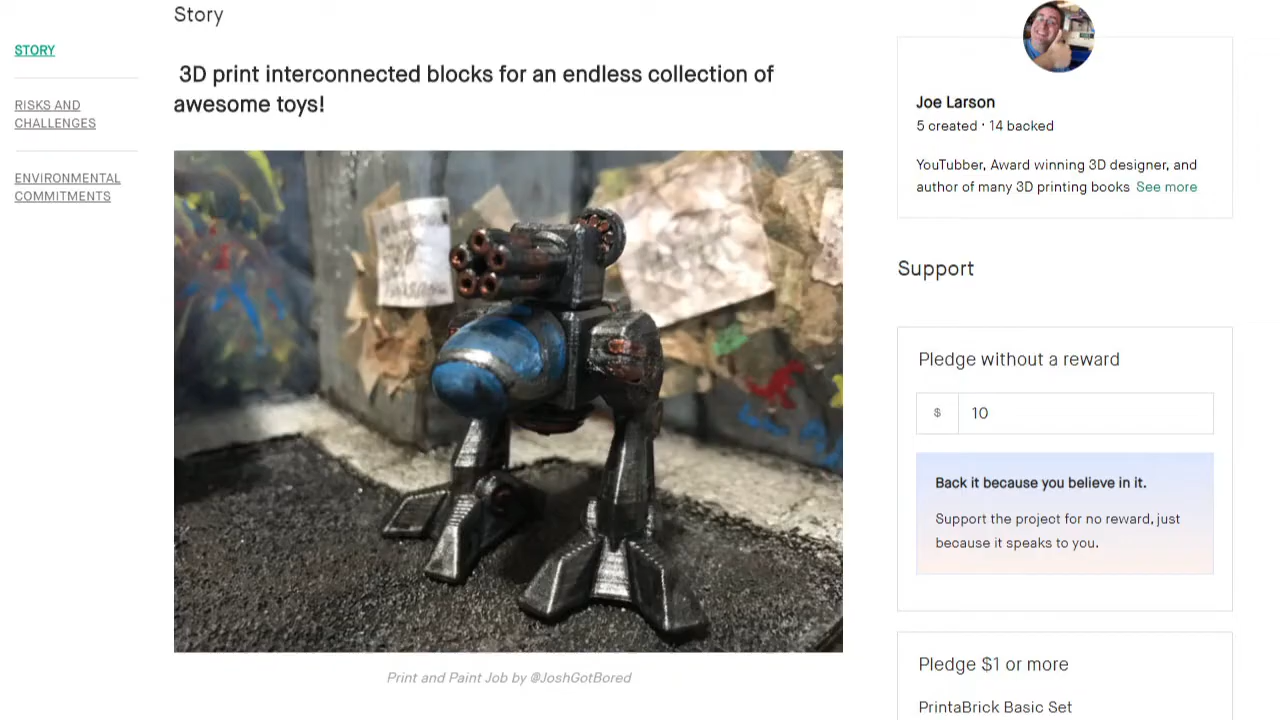 Story
STORY
RISKS AND
CHALLENGES
ENVIRONMENTAL
COMMITMENTS
3D print interconnected blocks for an endless collection of
awesome toys!
Print and Paint Job by @JoshGotBored
Joe Larson
5 created · 14 backed
YouTubber, Award winning 3D designer, and
author of many 3D printing books See more
Support
Pledge without a reward
$ 10
Back it because you believe in it.
Support the project for no reward, just
because it speaks to you.
Pledge $1 or more
PrintaBrick Basic Set